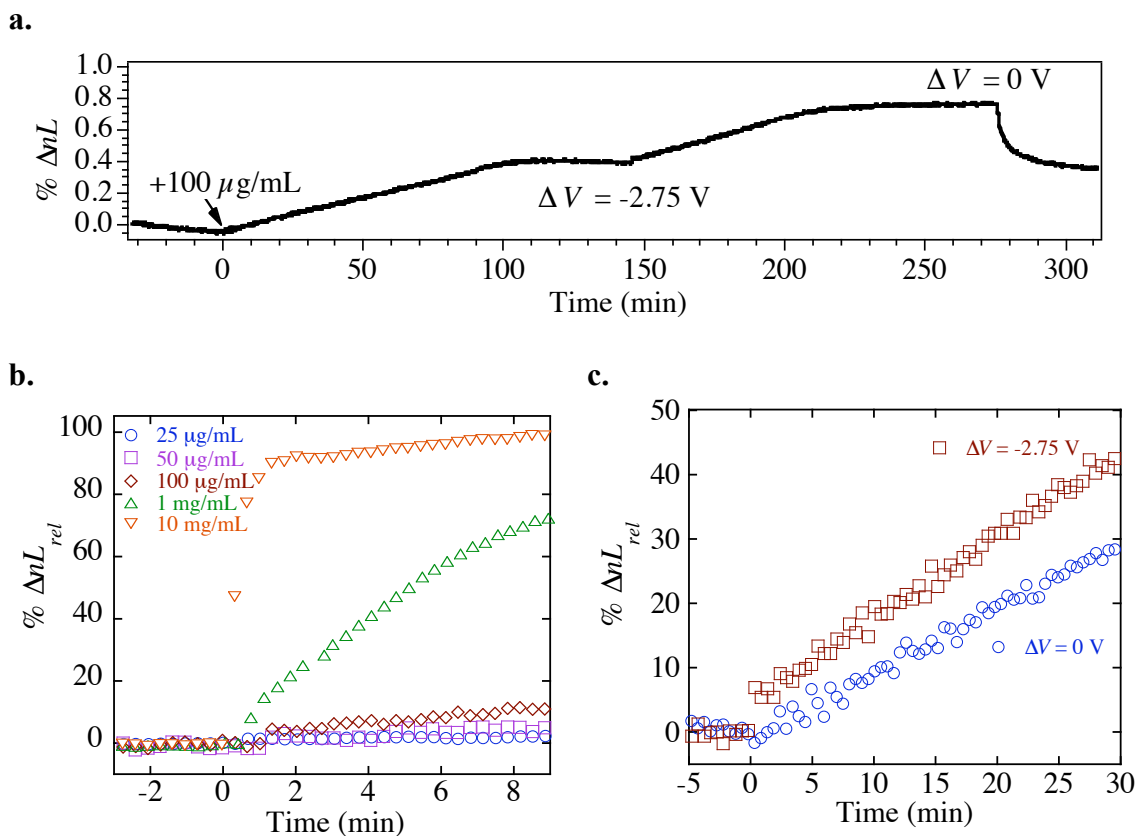 a.
1.0
0.8
0.6
0.4
0.2
0.0
% ΔnL
+100 µg/mL
ΔV = -2.75 V
ΔV = 0 V
0 50 100 150 200 250 300
Time (min)
b.
100
80
60
40
20
0
% ΔnLrel
25 µg/mL
50 µg/mL
100 µg/mL
1 mg/mL
10 mg/mL
-2 0 2 4 6 8
Time (min)
c.
50
40
30
20
10
0
% ΔnLrel
ΔV = -2.75 V
ΔV = 0 V
-5 0 5 10 15 20 25 30
Time (min)